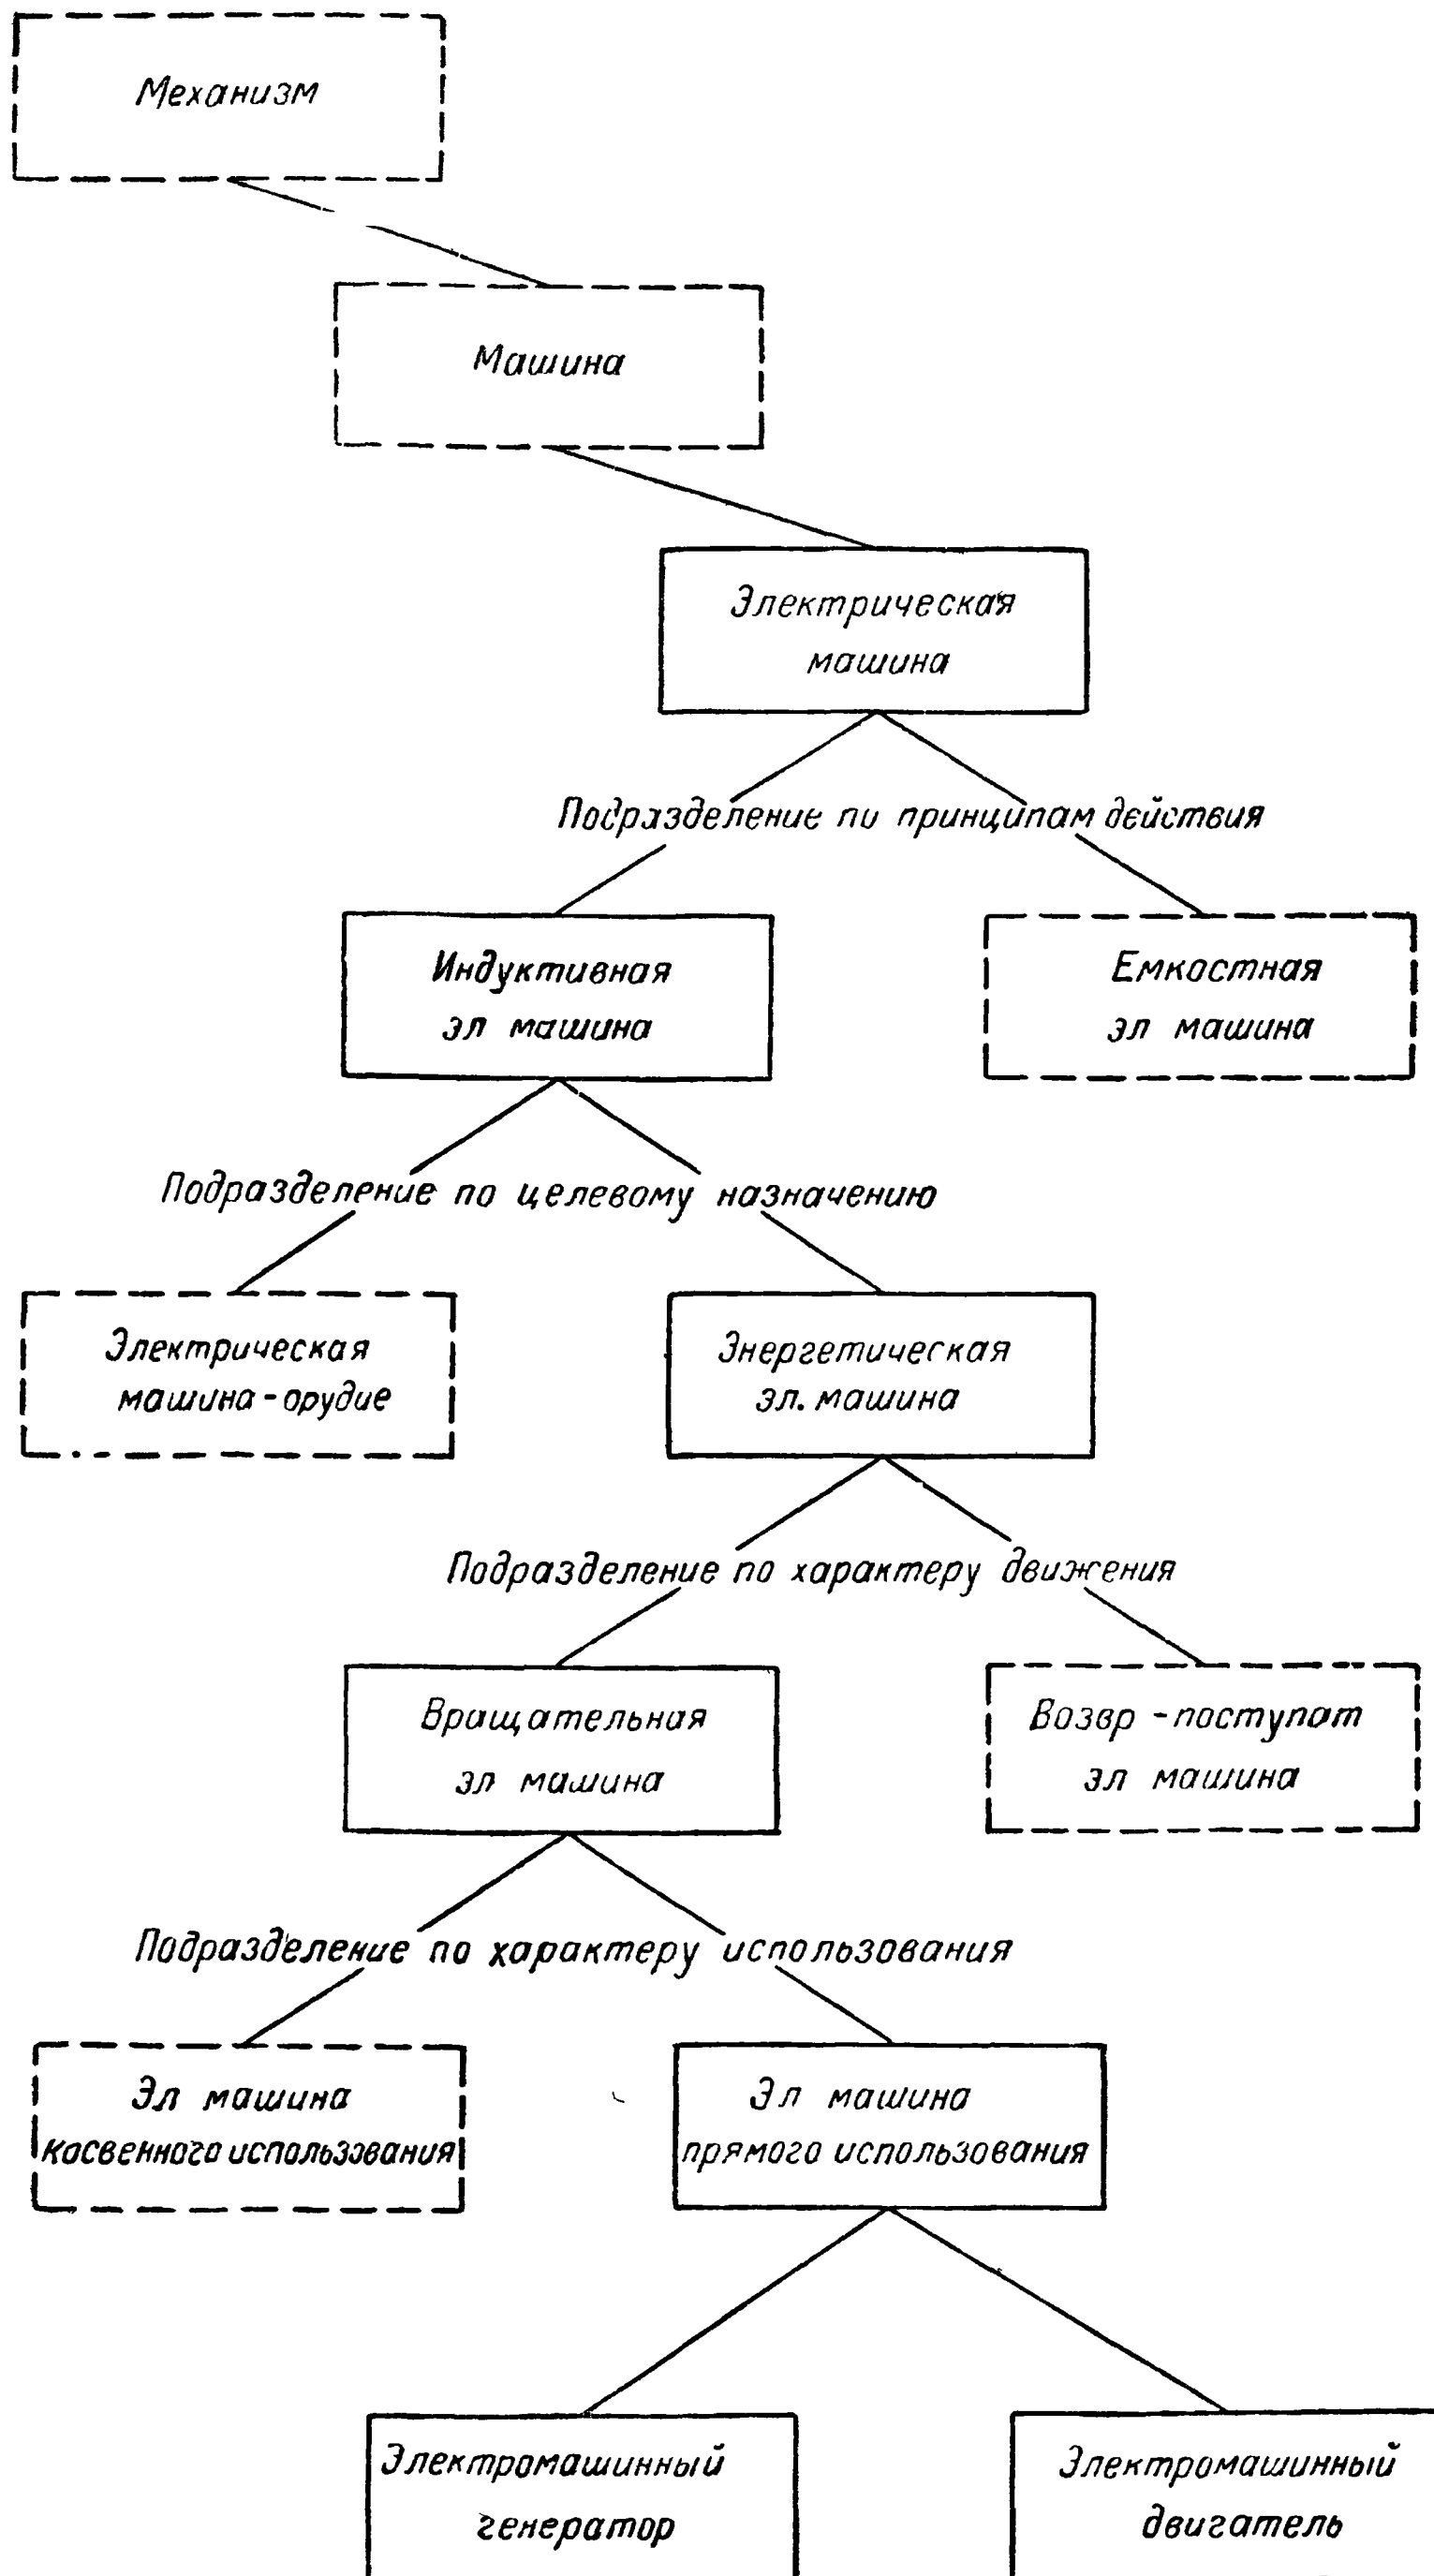 Механизм
Машина
Электрическая
машина
Подразделение по принципам действия
Индуктивная
эл машина
Емкостная
эл машина
Подразделение по целевому назначению
Электрическая
машина-орудие
Энергетическая
эл. машина
Подразделение по характеру движения
Вращательная
эл машина
Возвр-поступат
эл машина
Подразделение по характеру использования
Эл машина
косвенного использования
Эл машина
прямого использования
Электромашинный
генератор
Электромашинный
двигатель